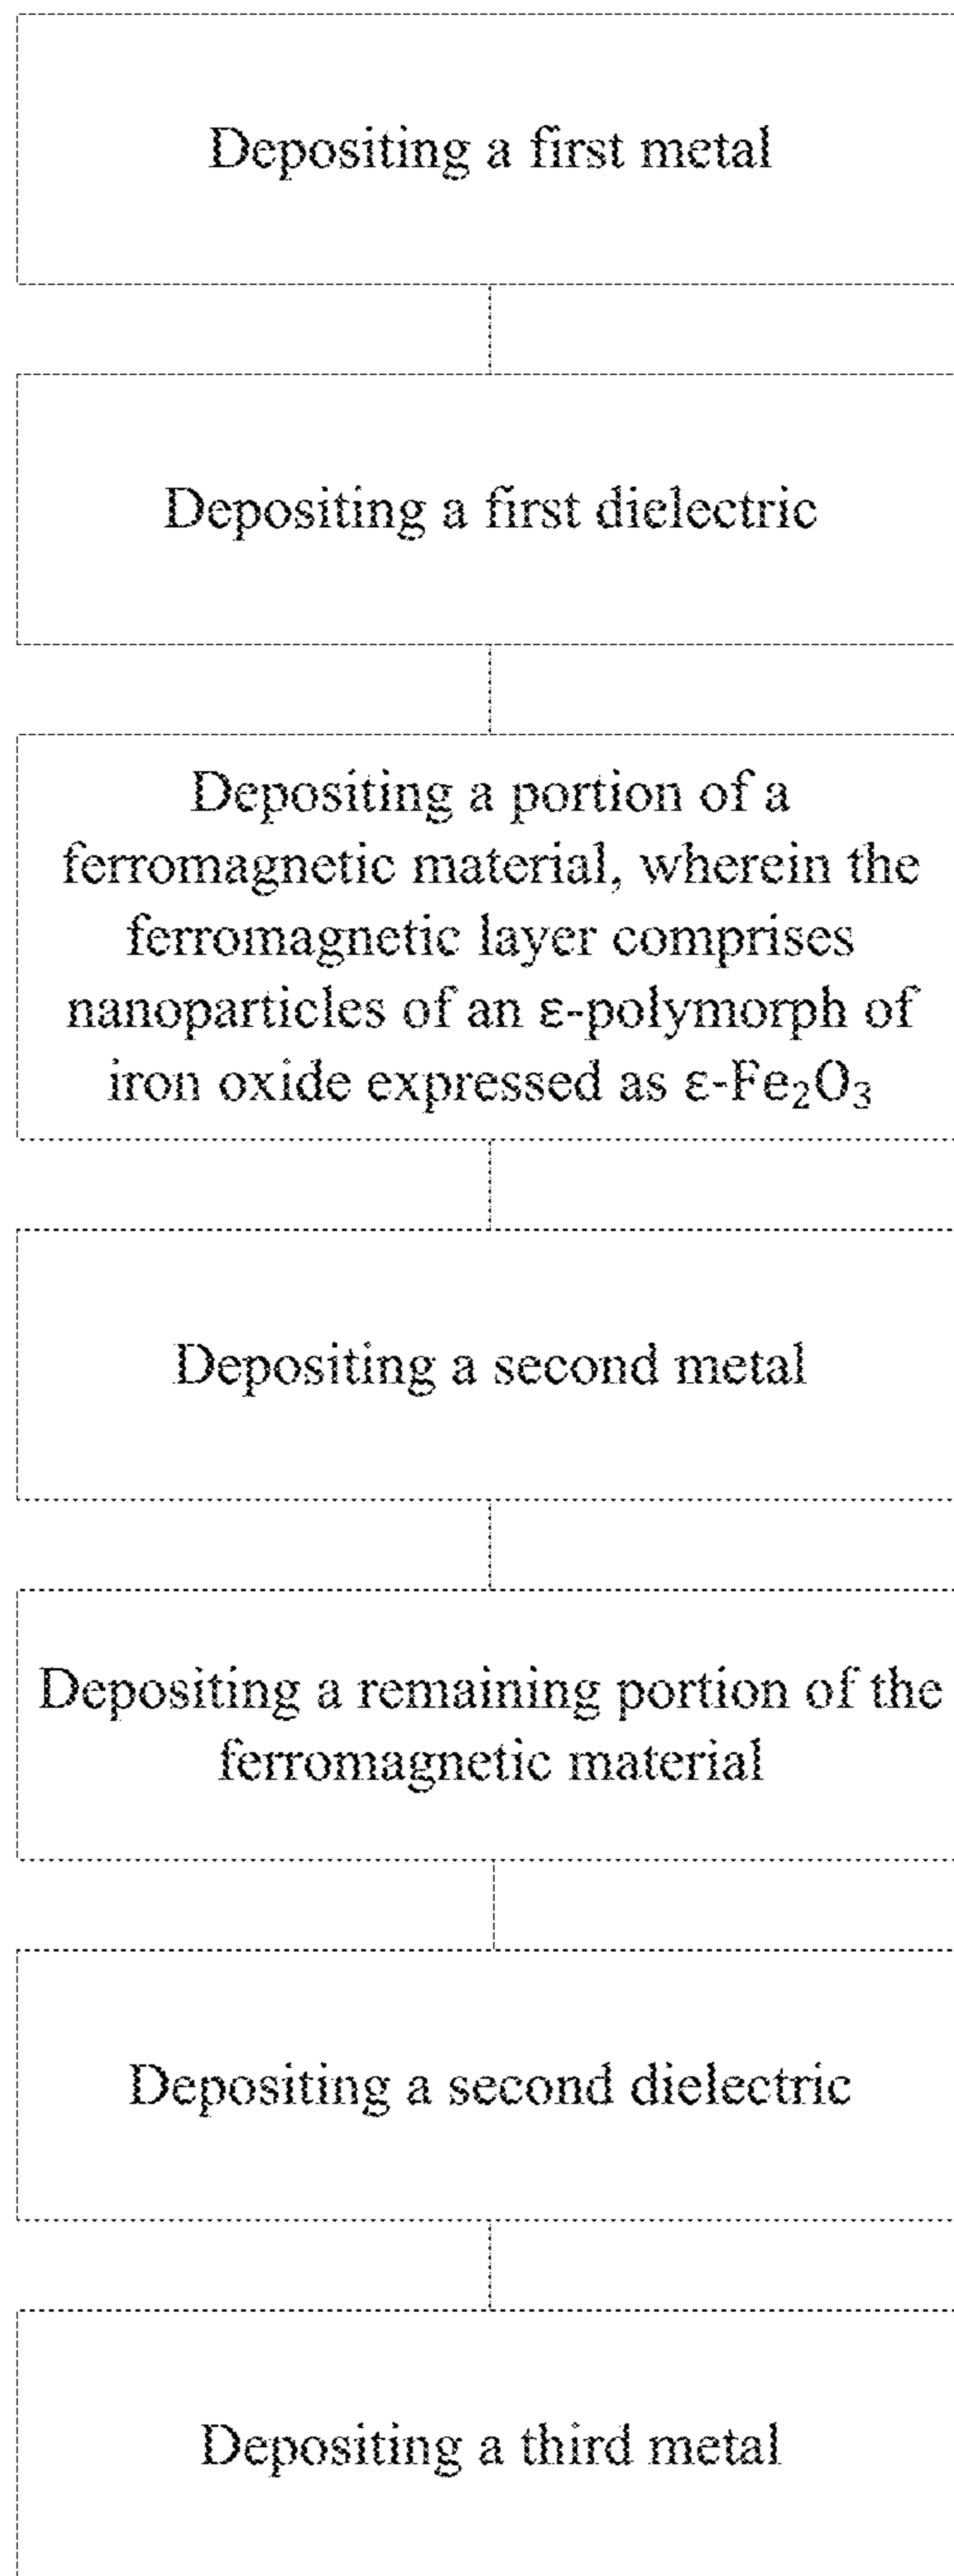 Depositing a first metal
Depositing a first dielectric
Depositing a portion of a
ferromagnetic material, wherein the
ferromagnetic layer comprises
nanoparticles of an ε-polymorph of
iron oxide expressed as ε-Fe₂O₃
Depositing a second metal
Depositing a remaining portion of the
ferromagnetic material
Depositing a second dielectric
Depositing a third metal